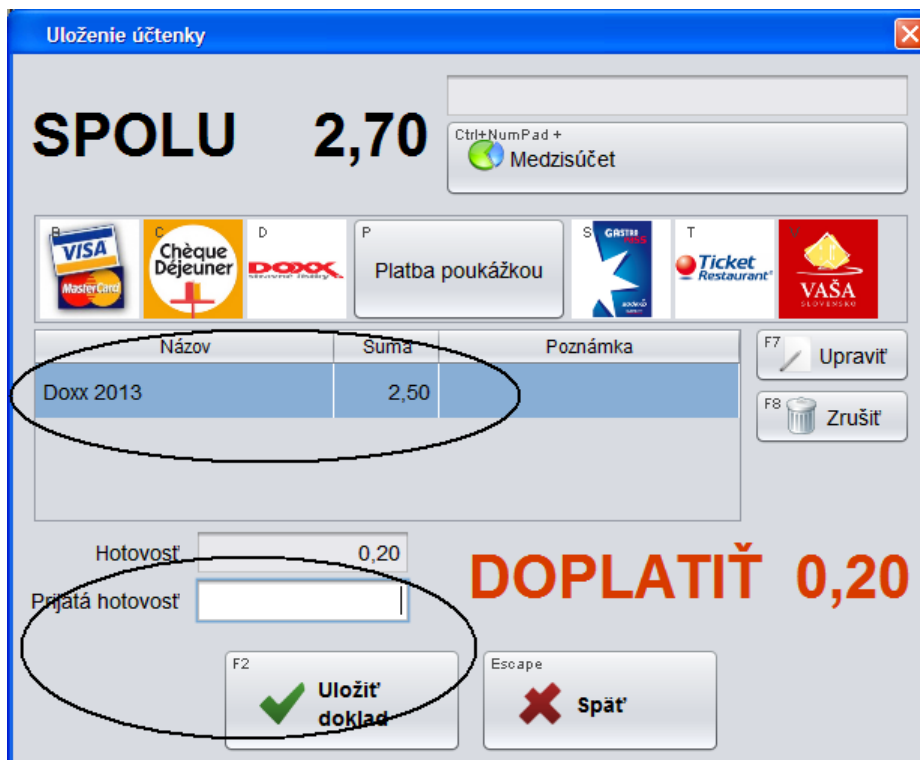 Uloženie účtenky
SPOLU 2,70
Ctrl+NumPad +
Medzisúčet
B VISA MasterCard
C Chèque Déjeuner
D DOXX
P Platba poukážkou
S GASTRO PASS
T Ticket Restaurant
V VAŠA SLOVENSKO
Názov Suma Poznámka
Doxx 2013 2,50
F7 Upraviť
F8 Zrušiť
Hotovosť 0,20
Prijatá hotovosť
DOPLATIŤ 0,20
F2 Uložiť doklad
Escape Späť